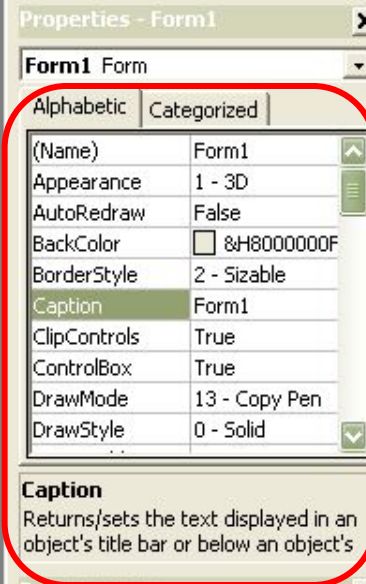 Properties - Form1
Form1 Form
Alphabetic Categorized
(Name) Form1
Appearance 1 - 3D
AutoRedraw False
BackColor &H8000000F
BorderStyle 2 - Sizable
Caption Form1
ClipControls True
ControlBox True
DrawMode 13 - Copy Pen
DrawStyle 0 - Solid
Caption
Returns/sets the text displayed in an
object's title bar or below an object's